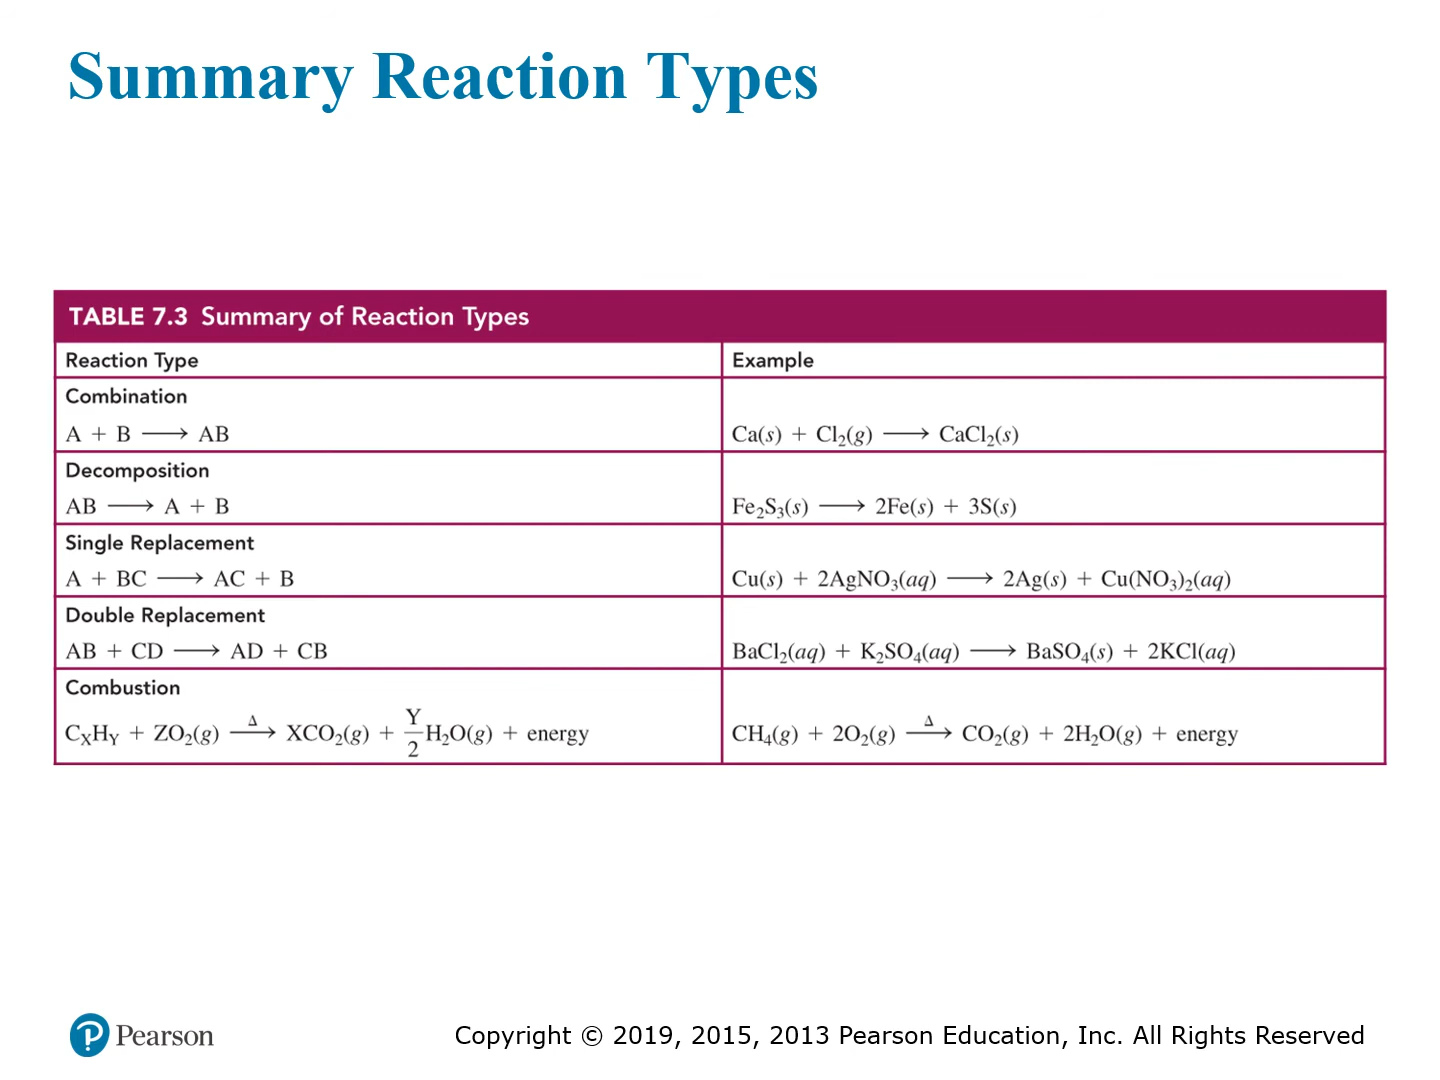 Summary Reaction Types
TABLE 7.3 Summary of Reaction Types
Reaction Type
Example
Combination
A + B ⟶ AB
Ca(s) + Cl₂(g) ⟶ CaCl₂(s)
Decomposition
AB ⟶ A + B
Fe₂S₃(s) ⟶ 2Fe(s) + 3S(s)
Single Replacement
A + BC ⟶ AC + B
Cu(s) + 2AgNO₃(aq) ⟶ 2Ag(s) + Cu(NO₃)₂(aq)
Double Replacement
AB + CD ⟶ AD + CB
BaCl₂(aq) + K₂SO₄(aq) ⟶ BaSO₄(s) + 2KCl(aq)
Combustion
C_XH_Y + ZO₂(g) ⟶(Δ) XCO₂(g) + Y/2 H₂O(g) + energy
CH₄(g) + 2O₂(g) ⟶(Δ) CO₂(g) + 2H₂O(g) + energy
P Pearson
Copyright © 2019, 2015, 2013 Pearson Education, Inc. All Rights Reserved